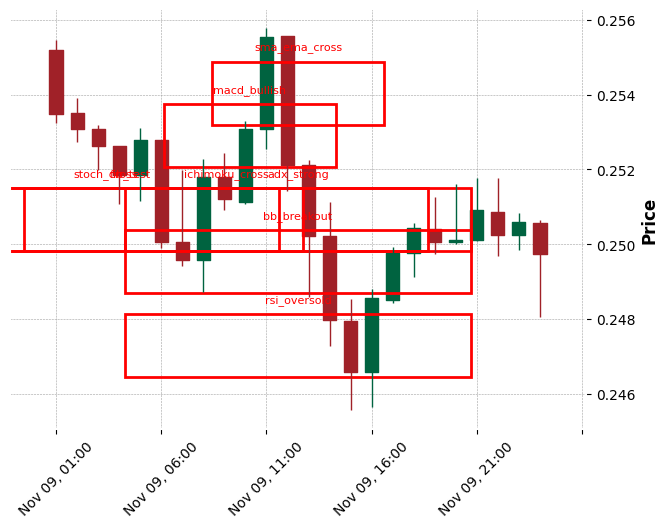 0.256
sma_ema_cross
0.254
macd_bullish
0.252
ichimoku_cross
adx_strong
bb_breakout
0.250
Price
rsi_oversold
0.248
0.246
Nov 09, 01:00
Nov 09, 06:00
Nov 09, 11:00
Nov 09, 16:00
Nov 09, 21:00